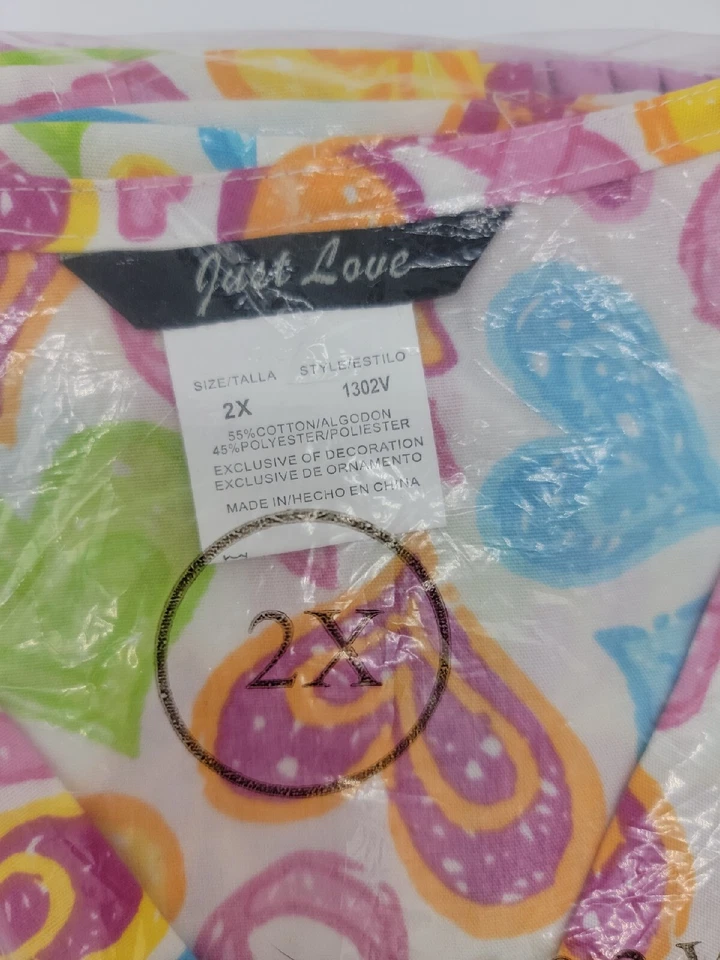 Just Love
SIZE/TALLA STYLE/ESTILO
2X 1302V
55%COTTON/ALGODON
45%POLYESTER/POLIESTER
EXCLUSIVE OF DECORATION
EXCLUSIVE DE ORNAMENTO
MADE IN/HECHO EN CHINA
2X